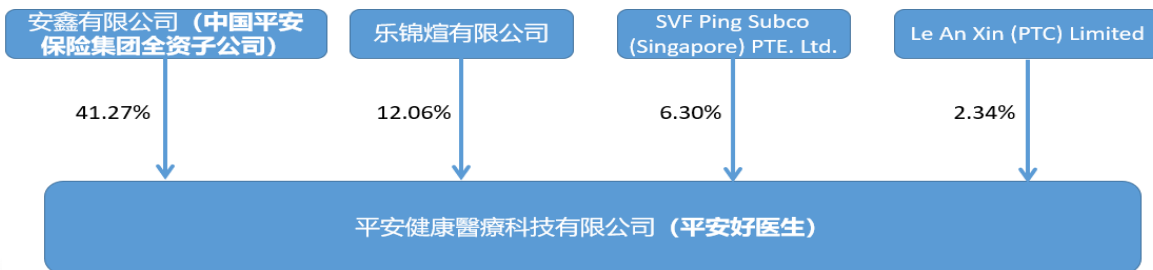 安鑫有限公司（中国平安
保险集团全资子公司）
乐锦煊有限公司
SVF Ping Subco
(Singapore) PTE. Ltd.
Le An Xin (PTC) Limited
41.27%
12.06%
6.30%
2.34%
平安健康醫療科技有限公司（平安好医生）